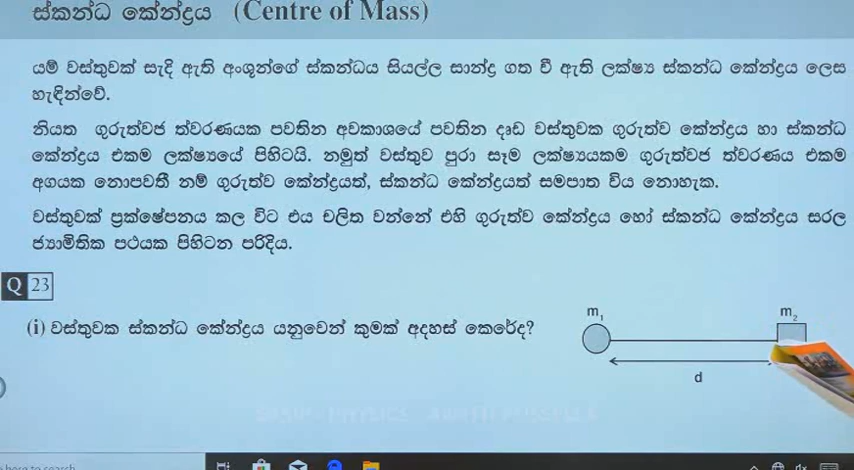 ස්කන්ධ කේන්ද්‍රය (Centre of Mass)
යම් වස්තුවක් සැදි ඇති අංශුන්ගේ ස්කන්ධය සියල්ල සාන්ද්‍ර ගත වී ඇති ලක්ෂ්‍ය ස්කන්ධ කේන්ද්‍රය ලෙස
හැඳින්වේ.
නියත ගුරුත්වජ ත්වරණයක පවතින අවකාශයේ පවතින දෘඩ වස්තුවක ගුරුත්ව කේන්ද්‍රය හා ස්කන්ධ
කේන්ද්‍රය එකම ලක්ෂ්‍යයේ පිහිටයි. නමුත් වස්තුව පුරා සෑම ලක්ෂ්‍යයකම ගුරුත්වජ ත්වරණය එකම
අගයක නොපවතී නම් ගුරුත්ව කේන්ද්‍රයත්, ස්කන්ධ කේන්ද්‍රයත් සමපාත විය නොහැක.
වස්තුවක් ප්‍රක්ෂේපනය කල විට එය චලිත වන්නේ එහි ගුරුත්ව කේන්ද්‍රය හෝ ස්කන්ධ කේන්ද්‍රය සරල
ජ්‍යාමිතික පථයක පිහිටන පරිදිය.
Q 23
(i) වස්තුවක ස්කන්ධ කේන්ද්‍රය යනුවෙන් කුමක් අදහස් කෙරේද?
m₁ m₂
d
here to search